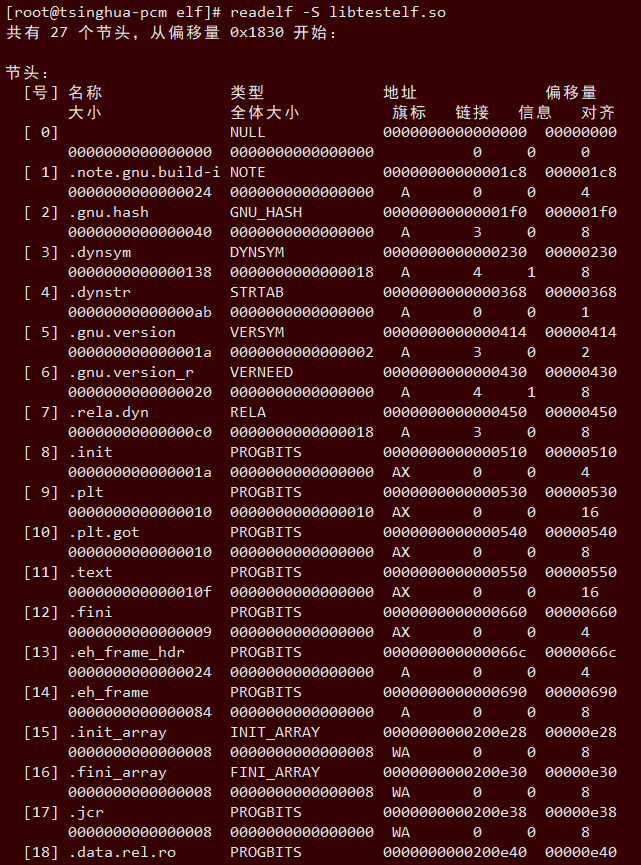 [root@tsinghua-pcm elf]# readelf -S libtestelf.so
共有 27 个节头，从偏移量 0x1830 开始：
节头：
[号] 名称 类型 地址 偏移量
大小 全体大小 旗标 链接 信息 对齐
[ 0] NULL 0000000000000000 00000000
0000000000000000 0000000000000000 0 0 0
[ 1] .note.gnu.build-i NOTE 00000000000001c8 000001c8
0000000000000024 0000000000000000 A 0 0 4
[ 2] .gnu.hash GNU_HASH 00000000000001f0 000001f0
0000000000000040 0000000000000000 A 3 0 8
[ 3] .dynsym DYNSYM 0000000000000230 00000230
0000000000000138 0000000000000018 A 4 1 8
[ 4] .dynstr STRTAB 0000000000000368 00000368
00000000000000ab 0000000000000000 A 0 0 1
[ 5] .gnu.version VERSYM 0000000000000414 00000414
000000000000001a 0000000000000002 A 3 0 2
[ 6] .gnu.version_r VERNEED 0000000000000430 00000430
0000000000000020 0000000000000000 A 4 1 8
[ 7] .rela.dyn RELA 0000000000000450 00000450
00000000000000c0 0000000000000018 A 3 0 8
[ 8] .init PROGBITS 0000000000000510 00000510
000000000000001a 0000000000000000 AX 0 0 4
[ 9] .plt PROGBITS 0000000000000530 00000530
0000000000000010 0000000000000010 AX 0 0 16
[10] .plt.got PROGBITS 0000000000000540 00000540
0000000000000010 0000000000000000 AX 0 0 8
[11] .text PROGBITS 0000000000000550 00000550
000000000000010f 0000000000000000 AX 0 0 16
[12] .fini PROGBITS 0000000000000660 00000660
0000000000000009 0000000000000000 AX 0 0 4
[13] .eh_frame_hdr PROGBITS 000000000000066c 0000066c
0000000000000024 0000000000000000 A 0 0 4
[14] .eh_frame PROGBITS 0000000000000690 00000690
0000000000000084 0000000000000000 A 0 0 8
[15] .init_array INIT_ARRAY 0000000000200e28 00000e28
0000000000000008 0000000000000008 WA 0 0 8
[16] .fini_array FINI_ARRAY 0000000000200e30 00000e30
0000000000000008 0000000000000008 WA 0 0 8
[17] .jcr PROGBITS 0000000000200e38 00000e38
0000000000000008 0000000000000000 WA 0 0 8
[18] .data.rel.ro PROGBITS 0000000000200e40 00000e40